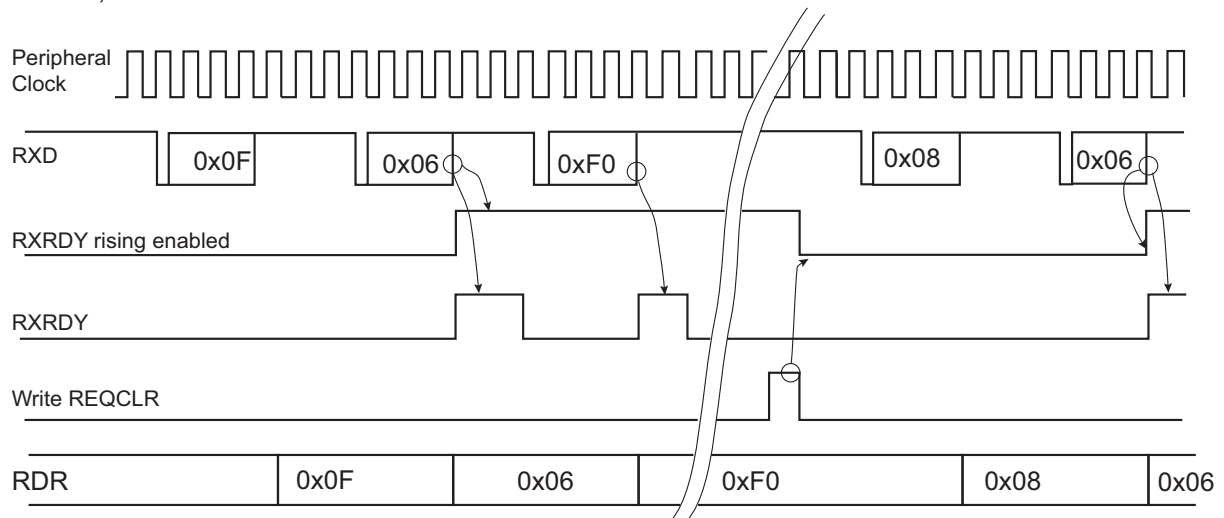 Peripheral
Clock
RXD
0x0F
0x06
0xF0
0x08
0x06
RXRDY rising enabled
RXRDY
Write REQCLR
RDR
0x0F
0x06
0xF0
0x08
0x06